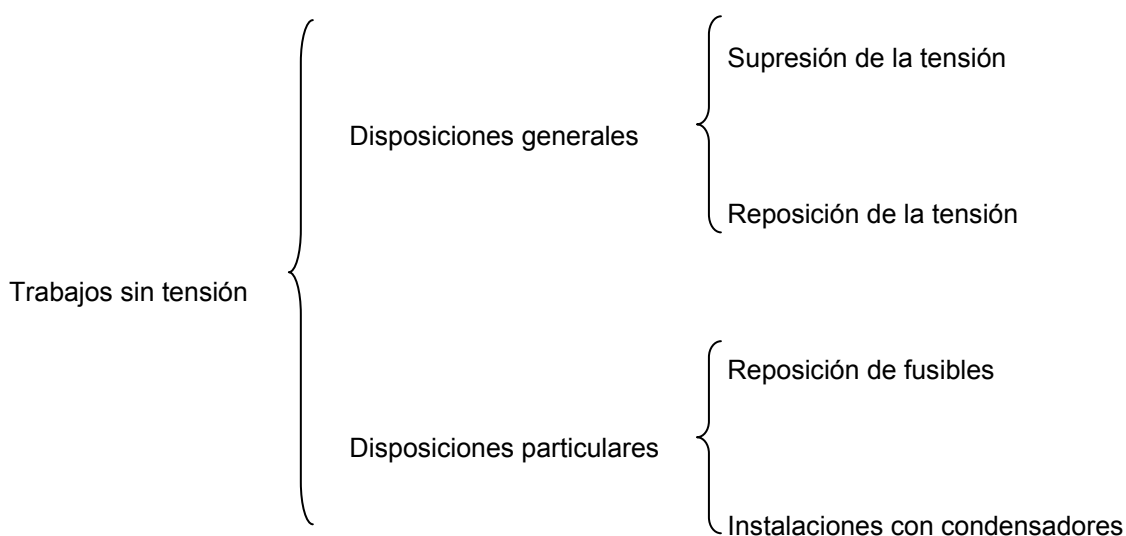 Trabajos sin tensión
Disposiciones generales
Supresión de la tensión
Reposición de la tensión
Disposiciones particulares
Reposición de fusibles
Instalaciones con condensadores